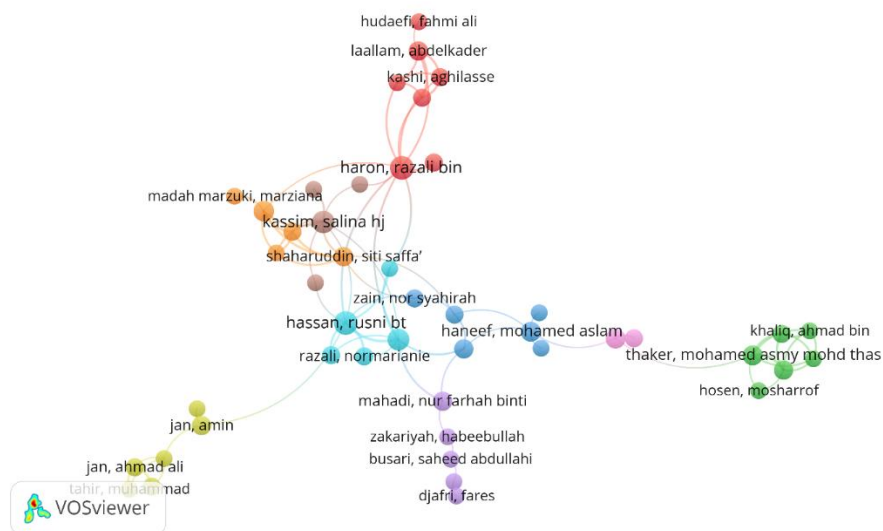 hudaefi, fahmi ali
laallam, abdelkader
kashi, aghilasse
haron, razali bin
madah marzuki, marziana
kassim, salina hj
shaharuddin, siti saffa’
zain, nor syahirah
hassan, rusni bt
haneef, mohamed aslam
khaliq, ahmad bin
razali, normarianie
thaker, mohamed asmy mohd thas
hosen, mosharrof
mahadi, nur farhah binti
jan, amin
zakariyah, habeebullah
busari, saheed abdullahi
jan, ahmad ali
tahir, muhammad
djafri, fares
VOSviewer